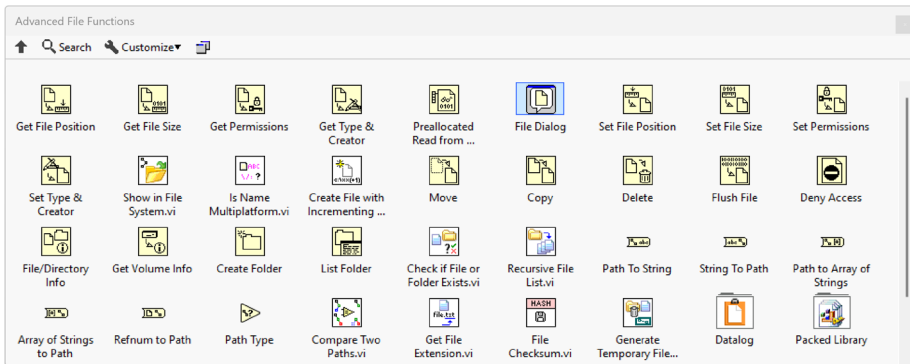 Advanced File Functions
Search Customize
Get File Position Get File Size Get Permissions Get Type & Creator Preallocated Read from ... File Dialog Set File Position Set File Size Set Permissions
Set Type & Creator Show in File System.vi Is Name Multiplatform.vi Create File with Incrementing ... Move Copy Delete Flush File Deny Access
File/Directory Info Get Volume Info Create Folder List Folder Check if File or Folder Exists.vi Recursive File List.vi Path To String String To Path Path to Array of Strings
Array of Strings to Path Refnum to Path Path Type Compare Two Paths.vi Get File Extension.vi File Checksum.vi Generate Temporary File... Datalog Packed Library